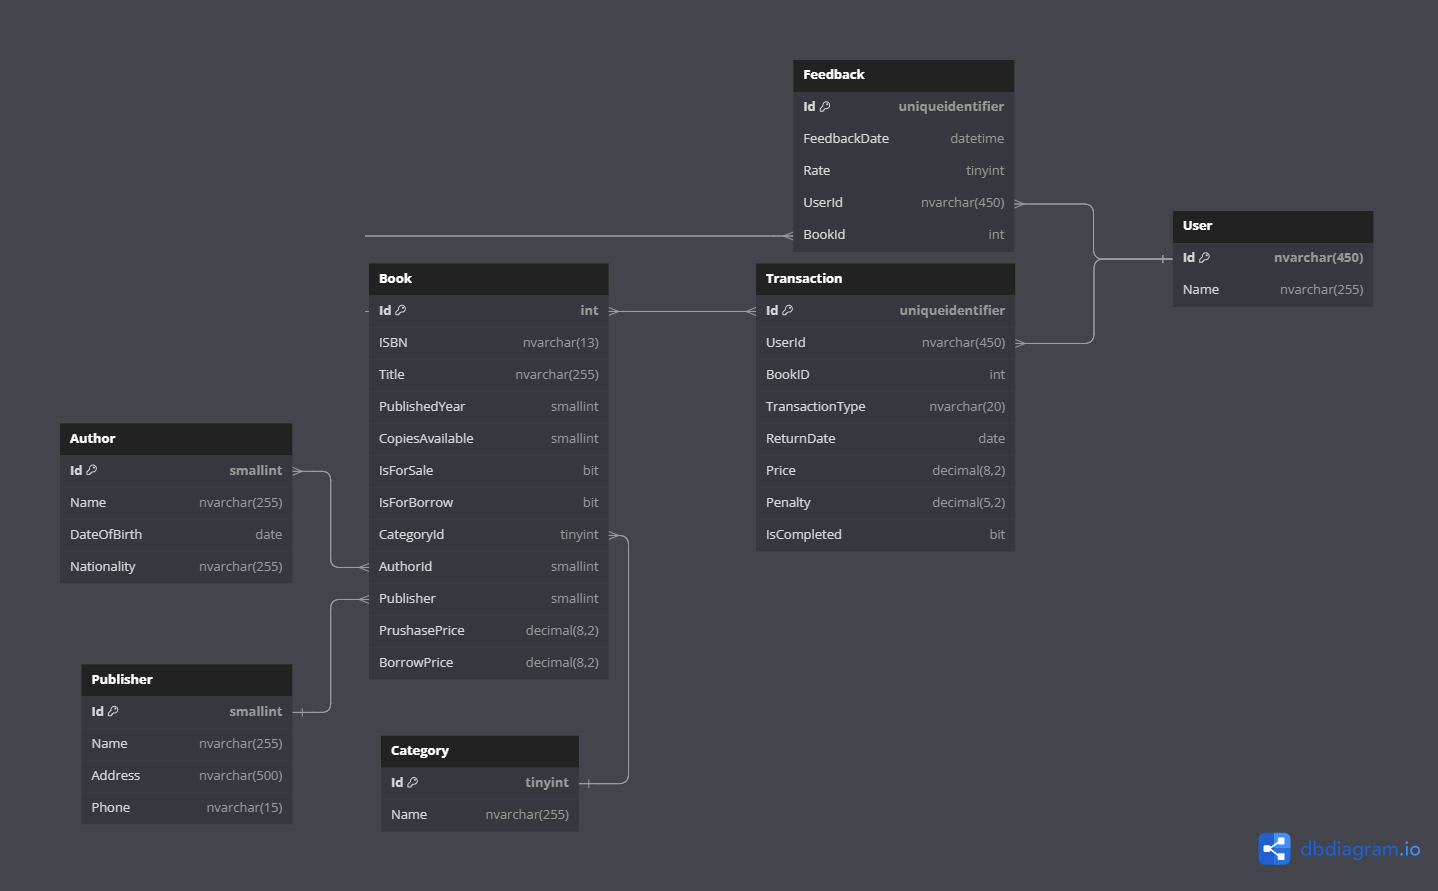 Feedback
Id uniqueidentifier
FeedbackDate datetime
Rate tinyint
UserId nvarchar(450)
BookId int
User
Id nvarchar(450)
Name nvarchar(255)
Book
Id int
ISBN nvarchar(13)
Title nvarchar(255)
PublishedYear smallint
CopiesAvailable smallint
IsForSale bit
IsForBorrow bit
CategoryId tinyint
AuthorId smallint
Publisher smallint
PrushasePrice decimal(8,2)
BorrowPrice decimal(8,2)
Transaction
Id uniqueidentifier
UserId nvarchar(450)
BookID int
TransactionType nvarchar(20)
ReturnDate date
Price decimal(8,2)
Penalty decimal(5,2)
IsCompleted bit
Author
Id smallint
Name nvarchar(255)
DateOfBirth date
Nationality nvarchar(255)
Publisher
Id smallint
Name nvarchar(255)
Address nvarchar(500)
Phone nvarchar(15)
Category
Id tinyint
Name nvarchar(255)
dbdiagram.io